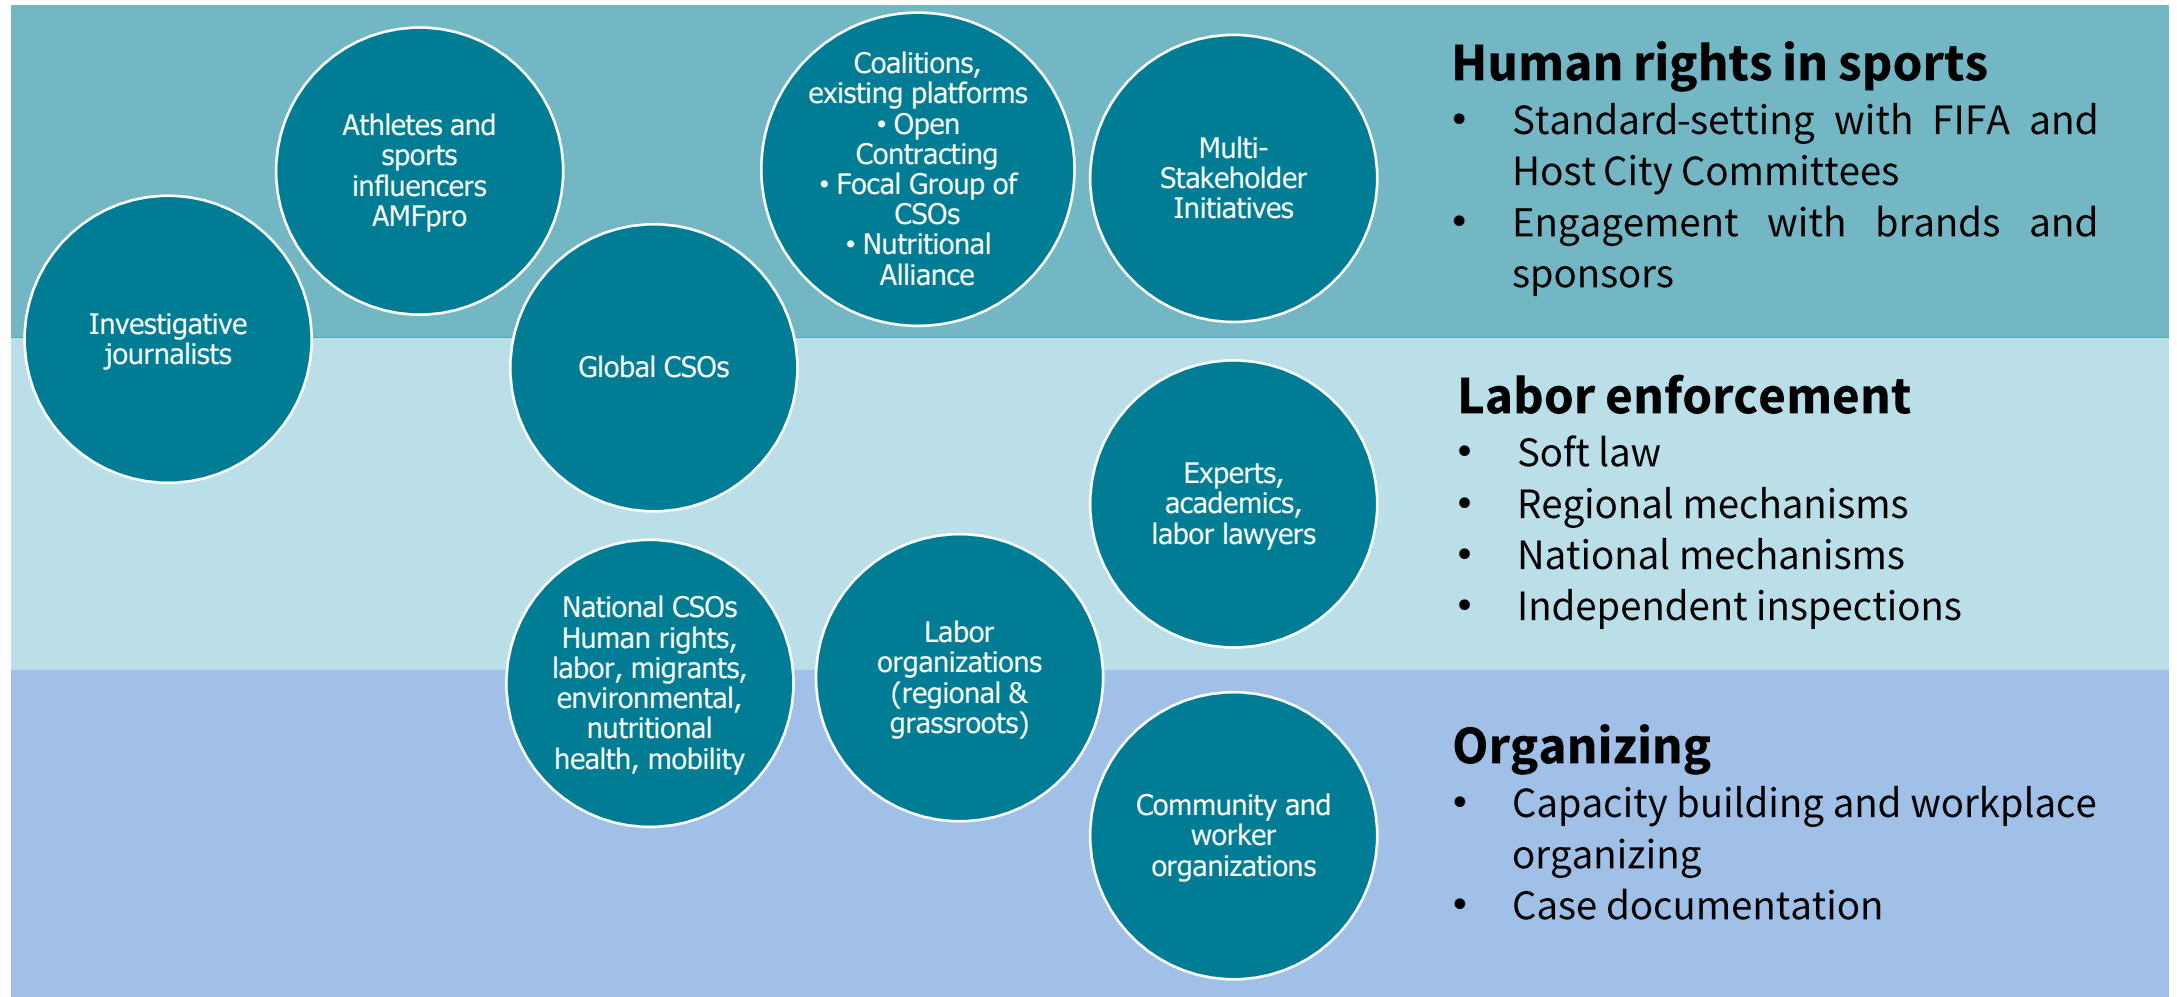 Investigative
journalists
Athletes and
sports
influencers
AMFpro
Global CSOs
Coalitions,
existing platforms
• Open
Contracting
• Focal Group of
CSOs
• Nutritional
Alliance
Multi-
Stakeholder
Initiatives
Experts,
academics,
labor lawyers
National CSOs
Human rights,
labor, migrants,
environmental,
nutritional
health, mobility
Labor
organizations
(regional &
grassroots)
Community and
worker
organizations
Human rights in sports
• Standard-setting with FIFA and
Host City Committees
• Engagement with brands and
sponsors
Labor enforcement
• Soft law
• Regional mechanisms
• National mechanisms
• Independent inspections
Organizing
• Capacity building and workplace
organizing
• Case documentation